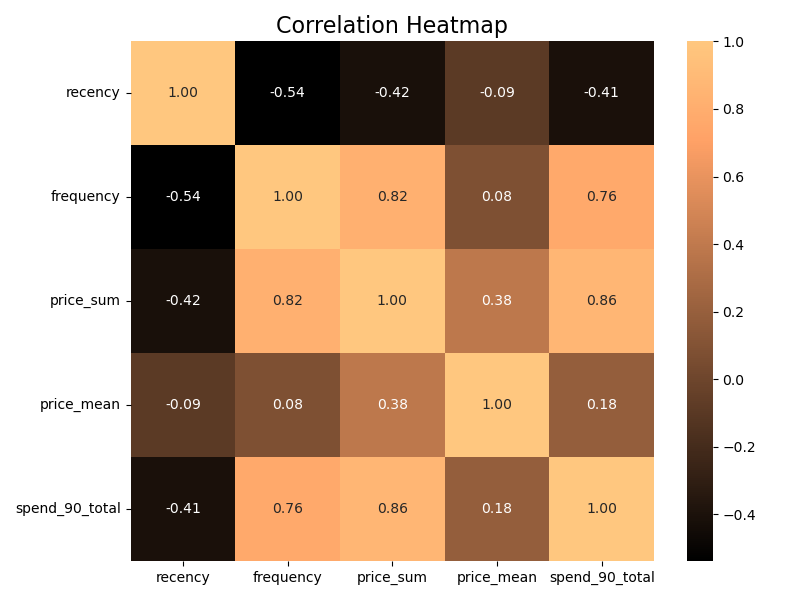 Correlation Heatmap
recency 1.00 -0.54 -0.42 -0.09 -0.41
frequency -0.54 1.00 0.82 0.08 0.76
price_sum -0.42 0.82 1.00 0.38 0.86
price_mean -0.09 0.08 0.38 1.00 0.18
spend_90_total -0.41 0.76 0.86 0.18 1.00
recency frequency price_sum price_mean spend_90_total
1.0
0.8
0.6
0.4
0.2
0.0
−0.2
−0.4